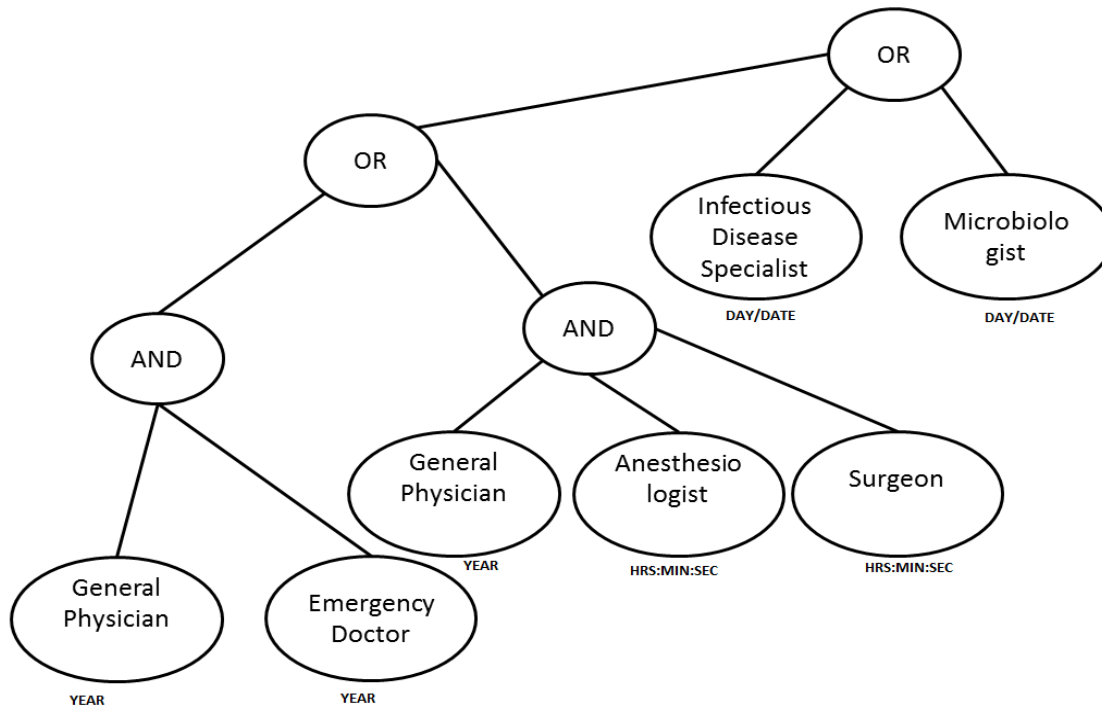 OR
OR
Infectious
Disease
Specialist
Microbiolo
gist
DAY/DATE
DAY/DATE
AND
AND
General
Physician
Anesthesio
logist
Surgeon
YEAR
HRS:MIN:SEC
HRS:MIN:SEC
General
Physician
Emergency
Doctor
YEAR
YEAR